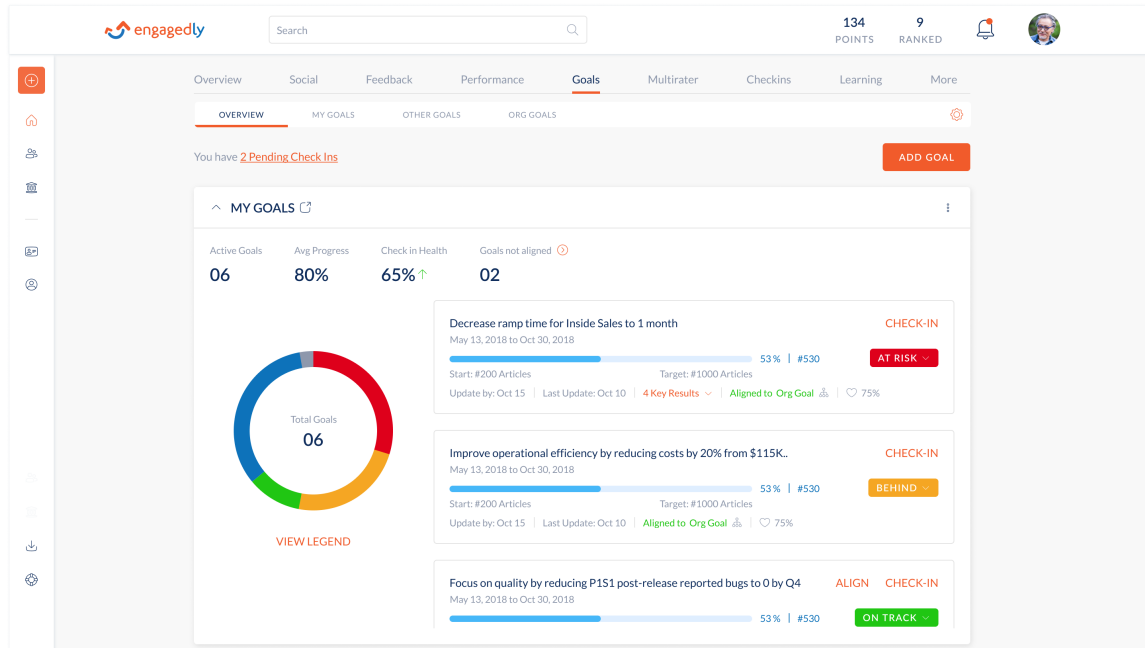 engagedly
Search
134
POINTS
9
RANKED
Overview Social Feedback Performance Goals Multirater Checkins Learning More
OVERVIEW MY GOALS OTHER GOALS ORG GOALS
You have 2 Pending Check Ins
ADD GOAL
MY GOALS
Active Goals Avg Progress Check in Health Goals not aligned
06 80% 65% 02
Total Goals
06
VIEW LEGEND
Decrease ramp time for Inside Sales to 1 month CHECK-IN
May 13, 2018 to Oct 30, 2018
53 % | #530 AT RISK
Start: #200 Articles Target: #1000 Articles
Update by: Oct 15 | Last Update: Oct 10 | 4 Key Results | Aligned to Org Goal | 75%
Improve operational efficiency by reducing costs by 20% from $115K.. CHECK-IN
May 13, 2018 to Oct 30, 2018
53 % | #530 BEHIND
Start: #200 Articles Target: #1000 Articles
Update by: Oct 15 | Last Update: Oct 10 | Aligned to Org Goal | 75%
Focus on quality by reducing P1S1 post-release reported bugs to 0 by Q4 ALIGN CHECK-IN
May 13, 2018 to Oct 30, 2018
53 % | #530 ON TRACK